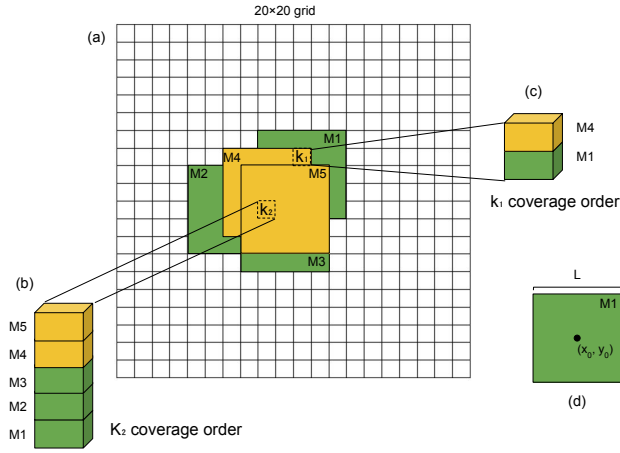 20×20 grid
(a)
(c)
M1
M4
k₁
M4
M2
M5
M1
k₁ coverage order
k₂
M3
(b)
L
M5
M1
M4
(x₀, y₀)
M3
M2
(d)
M1
K₂ coverage order